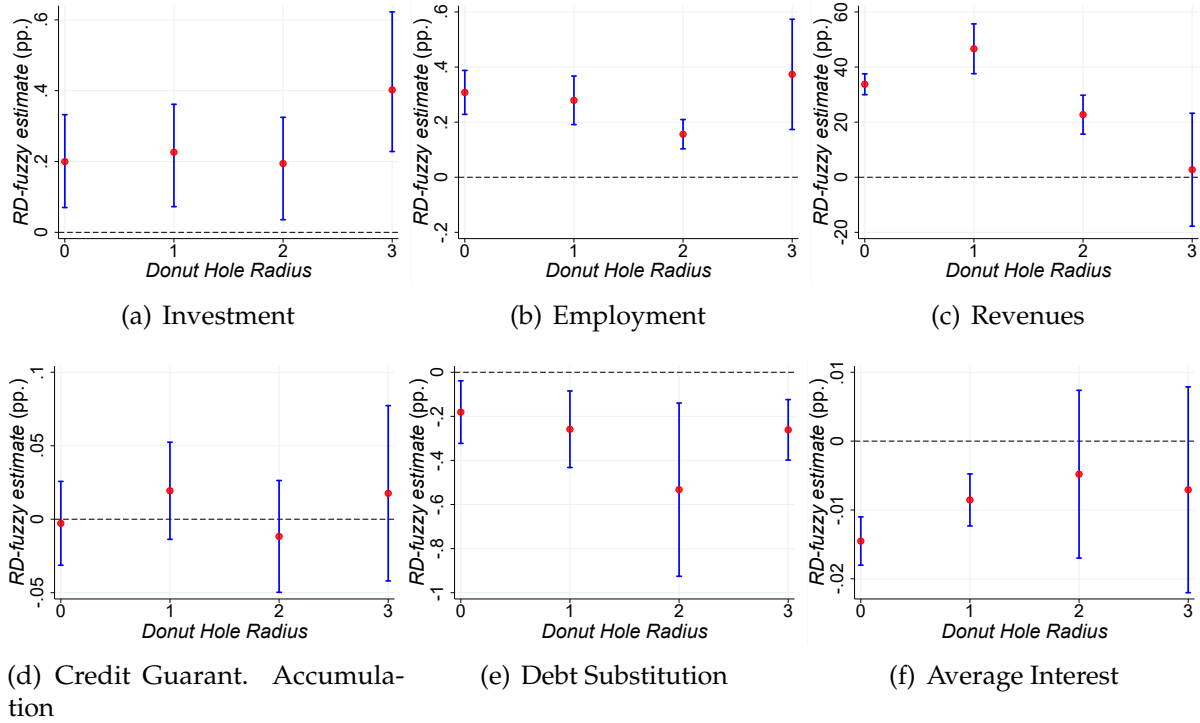 RD-fuzzy estimate (pp.)
.6
.4
.2
0
0 1 2 3
Donut Hole Radius
(a) Investment
RD-fuzzy estimate (pp.)
.6
.4
.2
0
-.2
0 1 2 3
Donut Hole Radius
(b) Employment
RD-fuzzy estimate (pp.)
60
40
20
0
-20
0 1 2 3
Donut Hole Radius
(c) Revenues
RD-fuzzy estimate (pp.)
.1
.05
0
-.05
0 1 2 3
Donut Hole Radius
(d) Credit Guarant. Accumula-
tion
RD-fuzzy estimate (pp.)
0
-.2
-.4
-.6
-.8
-1
0 1 2 3
Donut Hole Radius
(e) Debt Substitution
RD-fuzzy estimate (pp.)
.01
0
-.01
-.02
0 1 2 3
Donut Hole Radius
(f) Average Interest